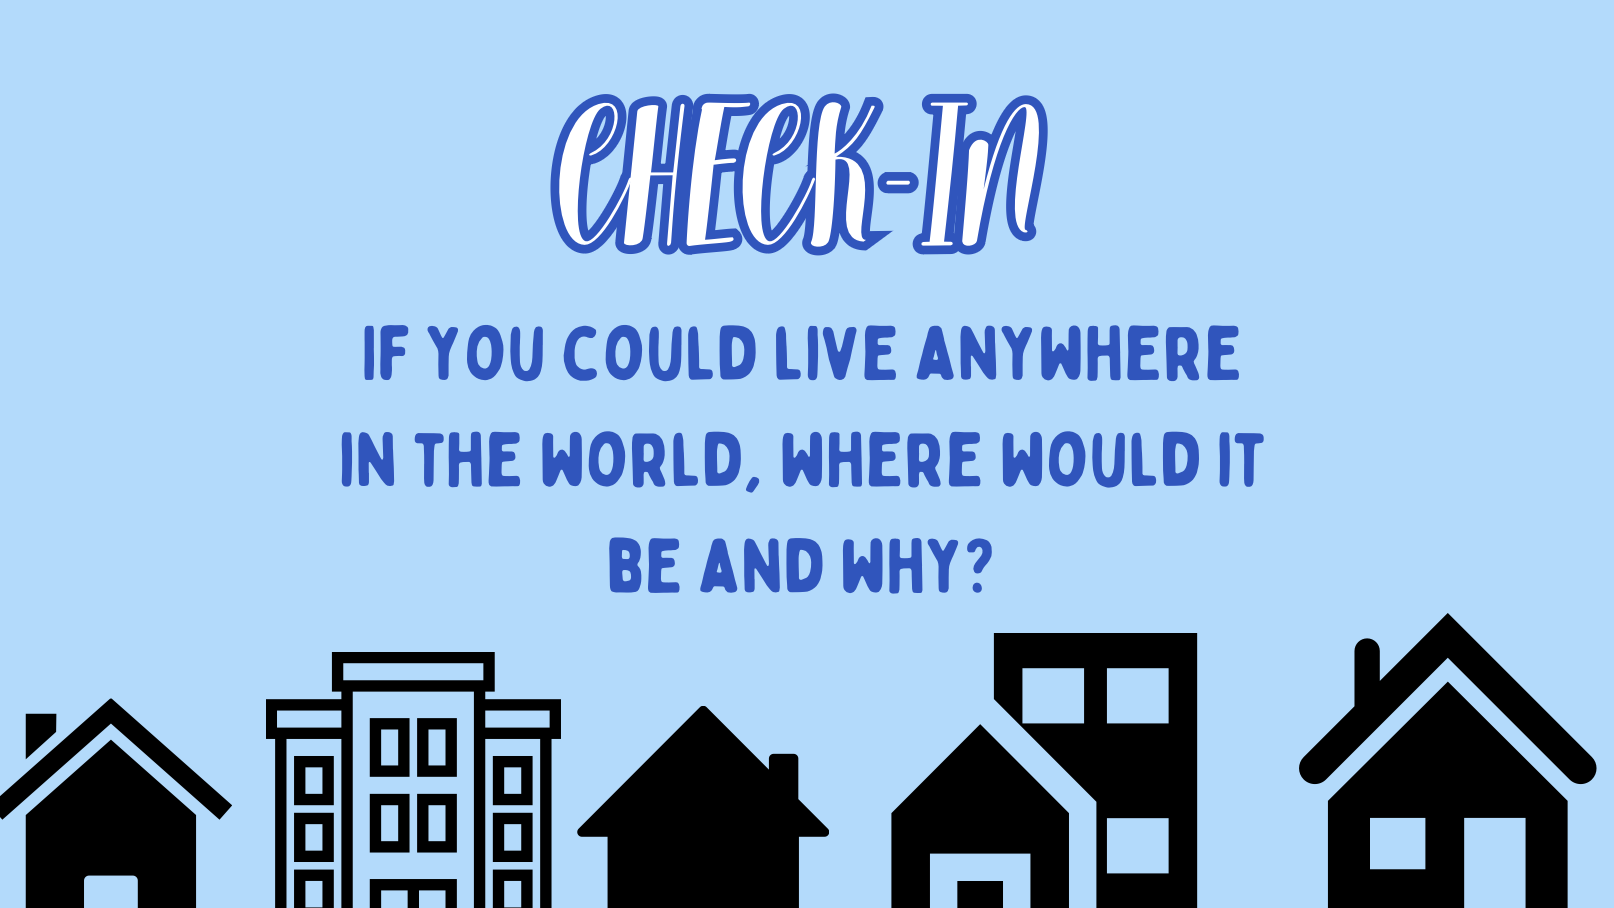 CHECK-IN
IF YOU COULD LIVE ANYWHERE
IN THE WORLD, WHERE WOULD IT
BE AND WHY?